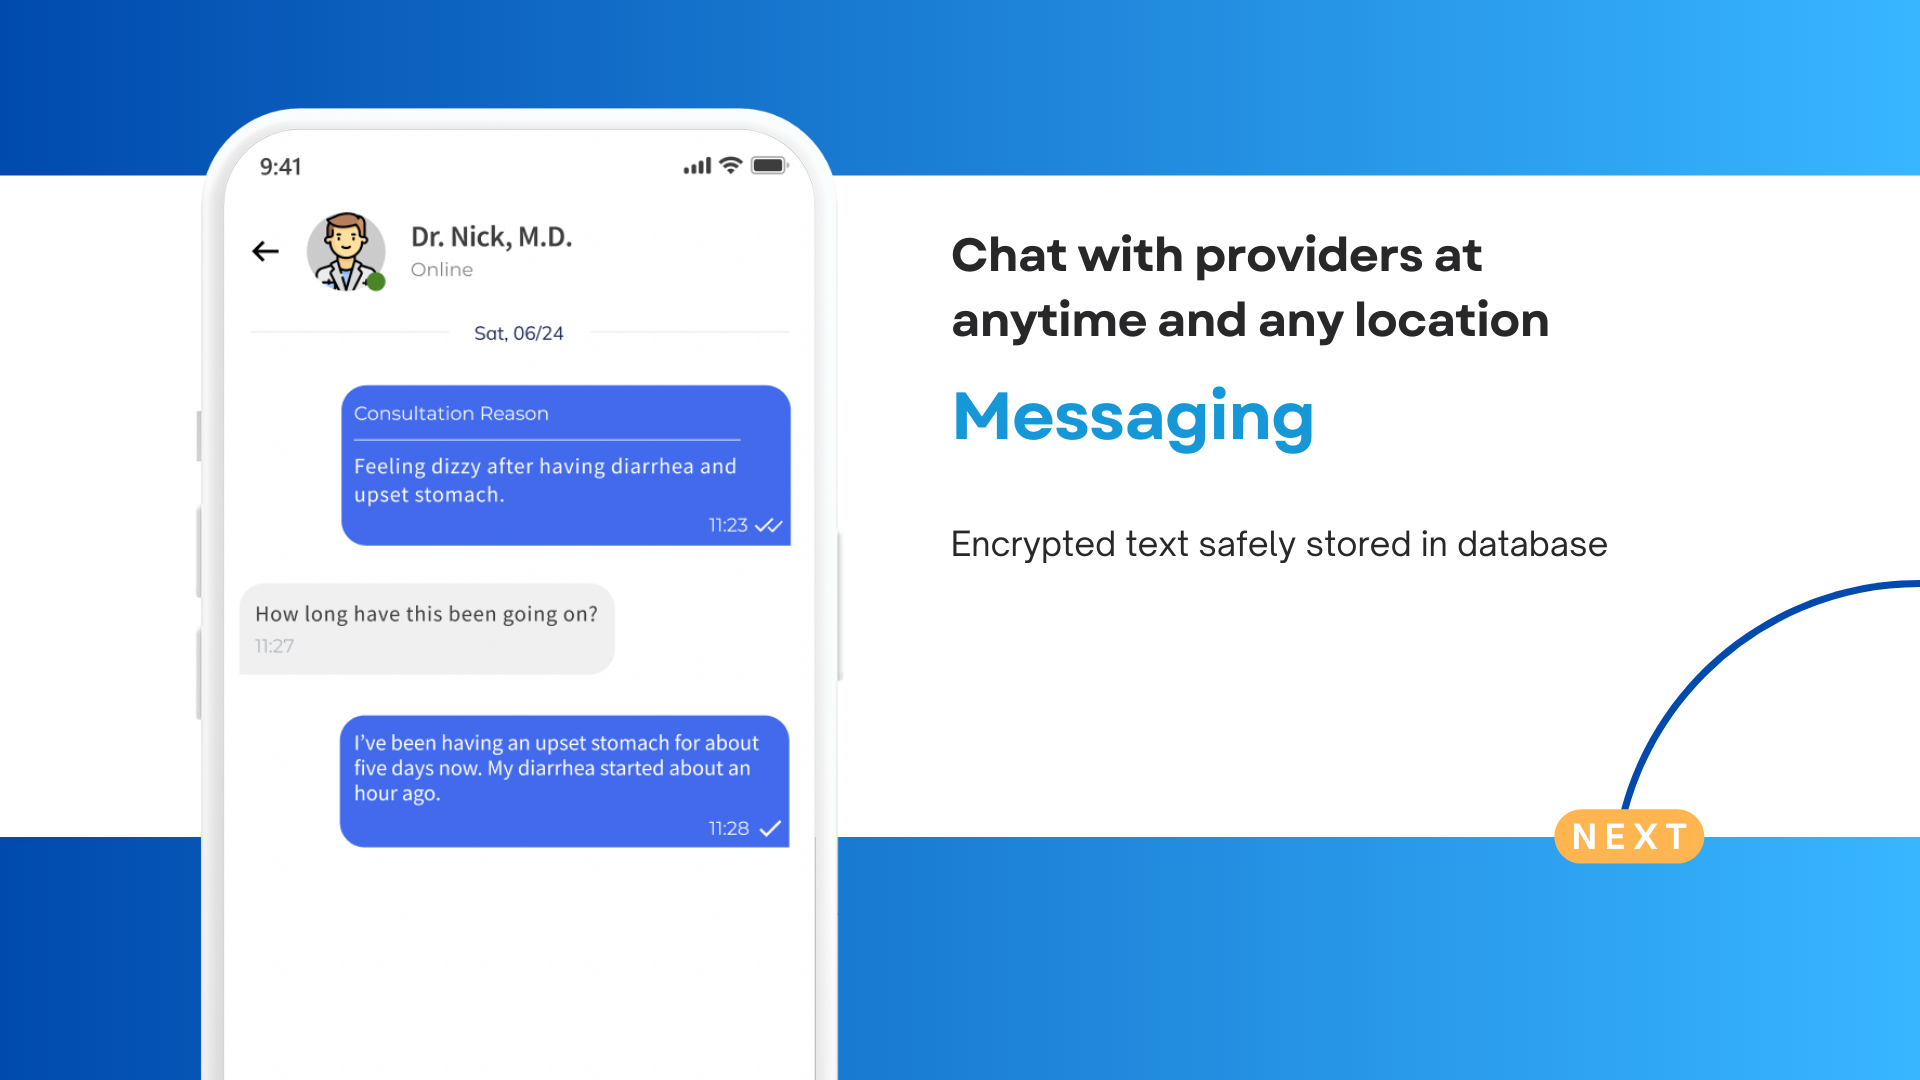 9:41
Dr. Nick, M.D.
Online
Sat, 06/24
Consultation Reason
Feeling dizzy after having diarrhea and
upset stomach.
11:23
How long have this been going on?
11:27
I’ve been having an upset stomach for about
five days now. My diarrhea started about an
hour ago.
11:28
Chat with providers at
anytime and any location
Messaging
Encrypted text safely stored in database
NEXT